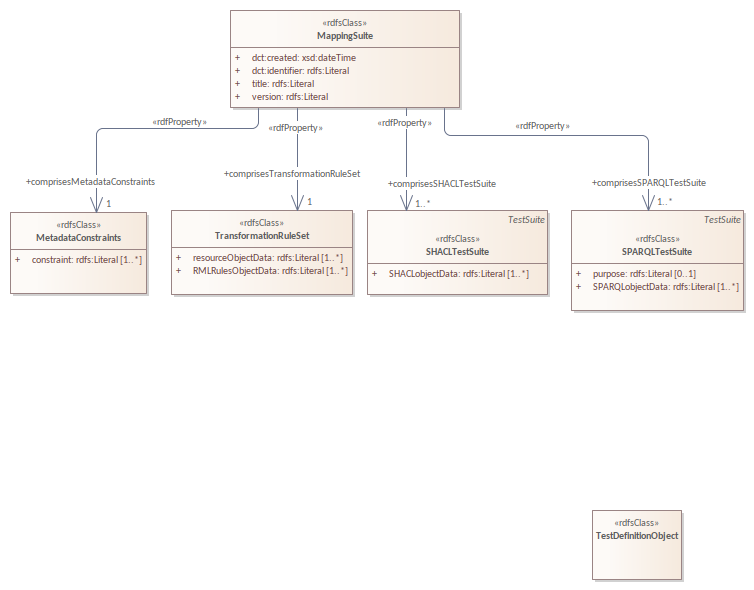 «rdfsClass»
MappingSuite
+ dct:created: xsd:dateTime
+ dct:identifier: rdfs:Literal
+ title: rdfs:Literal
+ version: rdfs:Literal
«rdfProperty»
«rdfProperty»
«rdfProperty»
«rdfProperty»
+comprisesMetadataConstraints
1
+comprisesTransformationRuleSet
1
+comprisesSHACLTestSuite
1..*
+comprisesSPARQLTestSuite
1..*
«rdfsClass»
MetadataConstraints
+ constraint: rdfs:Literal [1..*]
«rdfsClass»
TransformationRuleSet
+ resourceObjectData: rdfs:Literal [1..*]
+ RMLRulesObjectData: rdfs:Literal [1..*]
TestSuite
«rdfsClass»
SHACLTestSuite
+ SHACLobjectData: rdfs:Literal [1..*]
TestSuite
«rdfsClass»
SPARQLTestSuite
+ purpose: rdfs:Literal [0..1]
+ SPARQLobjectData: rdfs:Literal [1..*]
«rdfsClass»
TestDefinitionObject